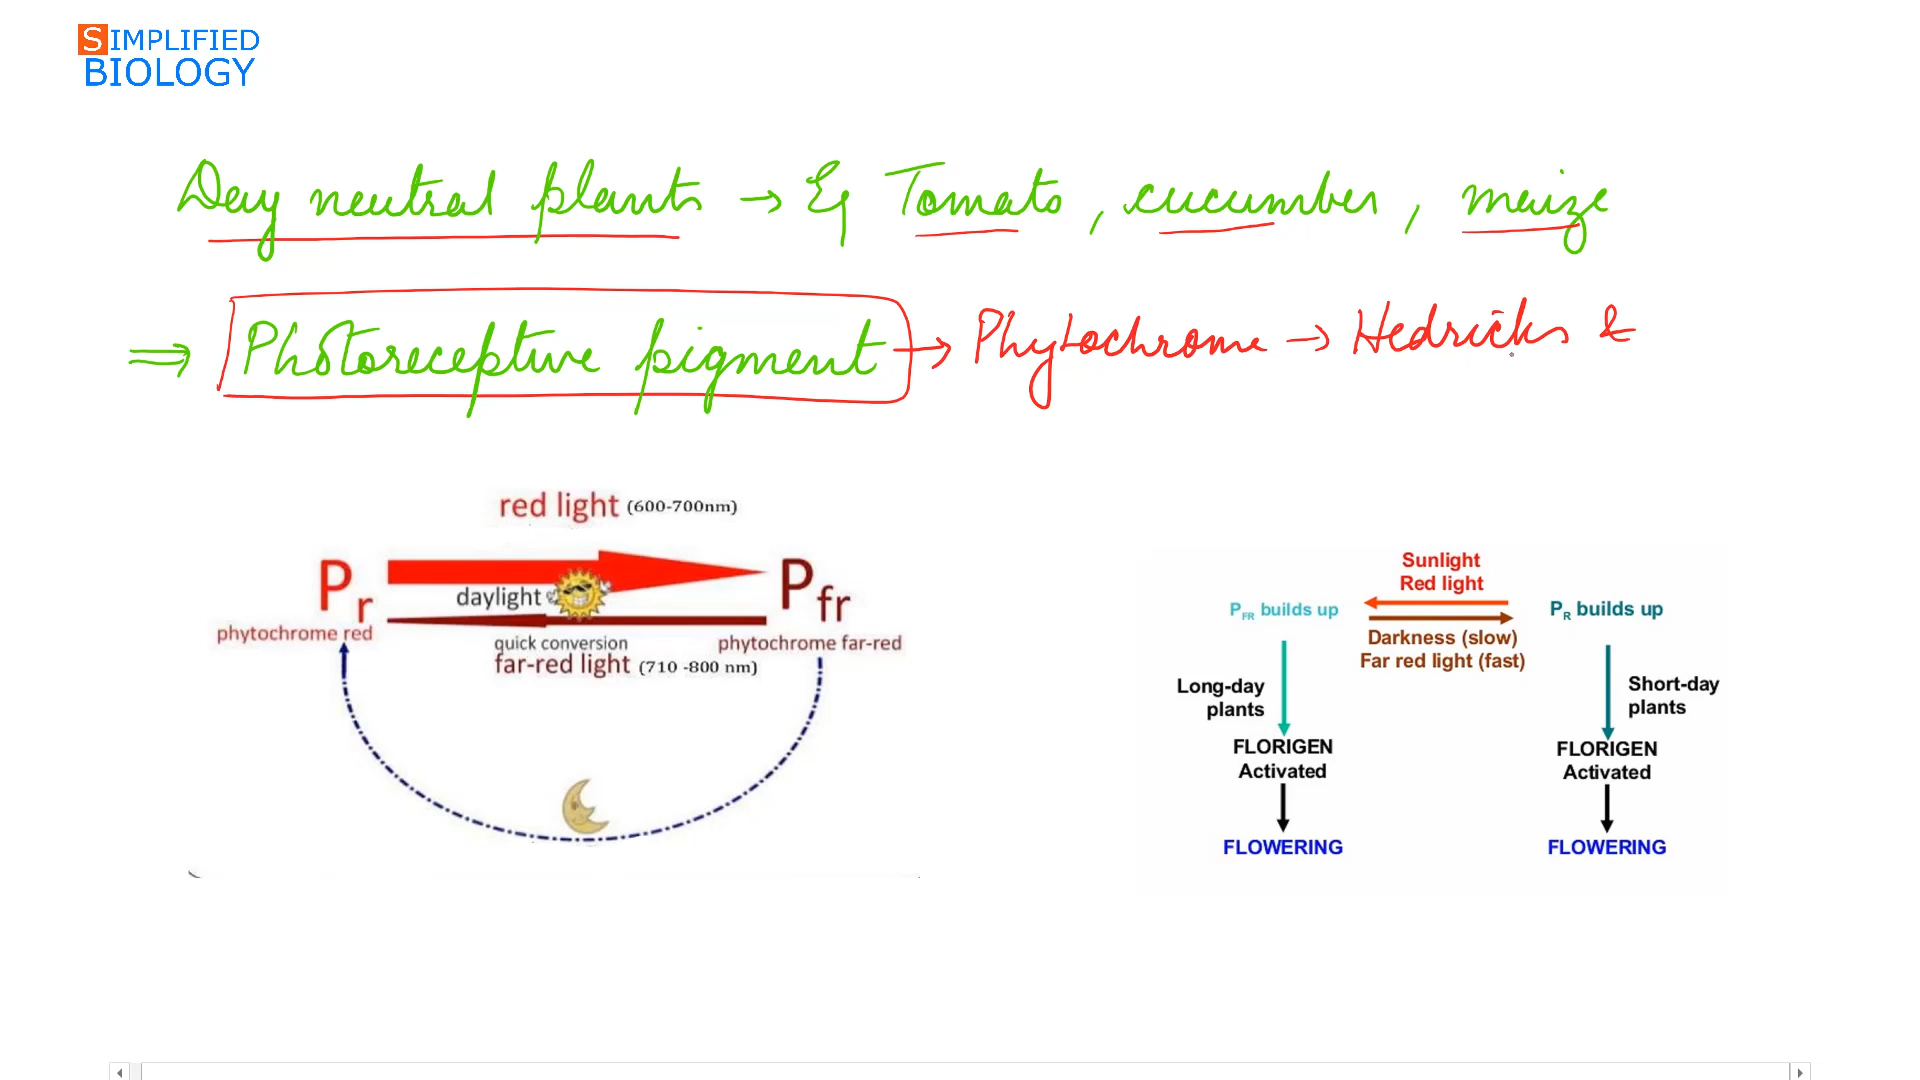 SIMPLIFIED
BIOLOGY
Day neutral plants → Eg Tomato, cucumber, maize
⇒ Photoreceptive pigment → Phytochrome → Hedricks &
red light (600-700nm)
Pr
Pfr
daylight
phytochrome red
quick conversion
phytochrome far-red
far-red light (710 -800 nm)
Sunlight
Red light
PFR builds up
PR builds up
Darkness (slow)
Far red light (fast)
Long-day
plants
Short-day
plants
FLORIGEN
Activated
FLORIGEN
Activated
FLOWERING
FLOWERING